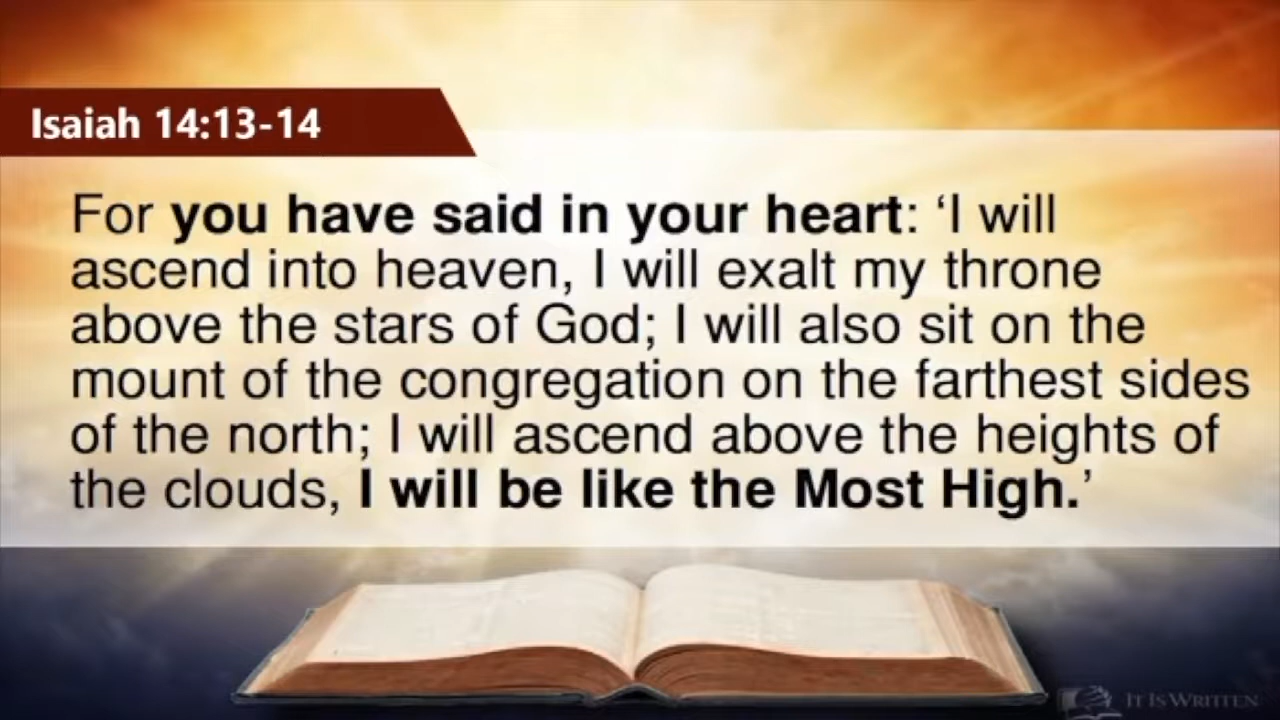 Isaiah 14:13-14
For you have said in your heart: ‘I will
ascend into heaven, I will exalt my throne
above the stars of God; I will also sit on the
mount of the congregation on the farthest sides
of the north; I will ascend above the heights of
the clouds, I will be like the Most High.’
IT IS WRITTEN